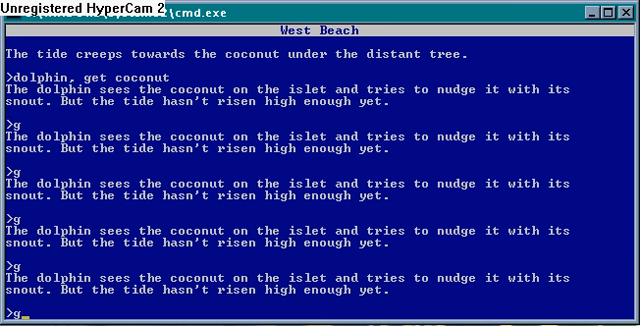 Unregistered HyperCam 2
cmd.exe
West Beach
The tide creeps towards the coconut under the distant tree.
>dolphin, get coconut
The dolphin sees the coconut on the islet and tries to nudge it with its
snout. But the tide hasn't risen high enough yet.
>g
The dolphin sees the coconut on the islet and tries to nudge it with its
snout. But the tide hasn't risen high enough yet.
>g
The dolphin sees the coconut on the islet and tries to nudge it with its
snout. But the tide hasn't risen high enough yet.
>g
The dolphin sees the coconut on the islet and tries to nudge it with its
snout. But the tide hasn't risen high enough yet.
>g
The dolphin sees the coconut on the islet and tries to nudge it with its
snout. But the tide hasn't risen high enough yet.
>g_